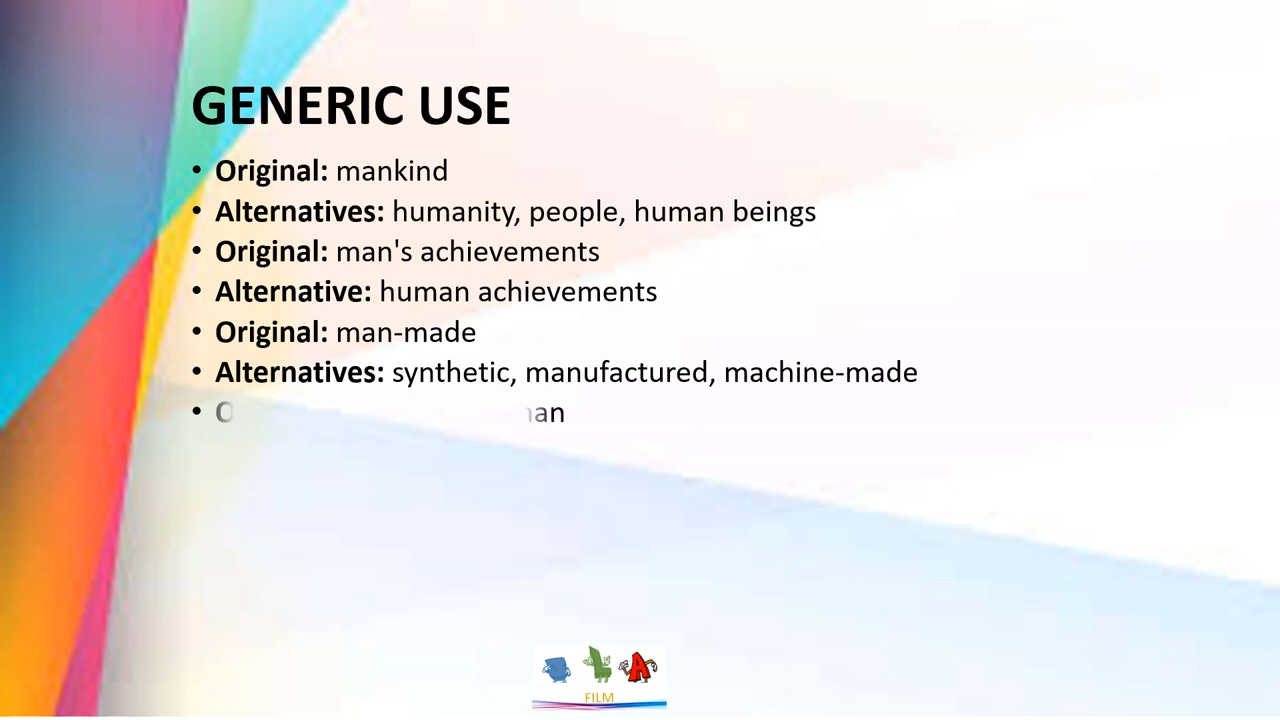 GENERIC USE
• Original: mankind
• Alternatives: humanity, people, human beings
• Original: man's achievements
• Alternative: human achievements
• Original: man-made
• Alternatives: synthetic, manufactured, machine-made
FILM